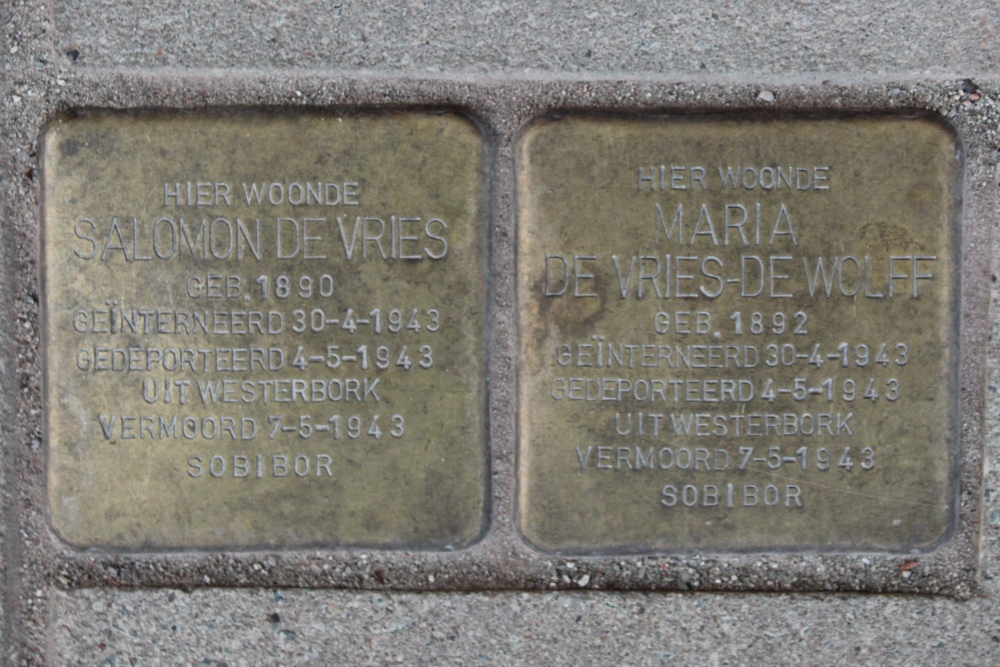 HIER WOONDE
SALOMON DE VRIES
GEB. 1890
GEÏNTERNEERD 30-4-1943
GEDEPORTEERD 4-5-1943
UIT WESTERBORK
VERMOORD 7-5-1943
SOBIBOR
HIER WOONDE
MARIA
DE VRIES-DE WOLFF
GEB. 1892
GEÏNTERNEERD 30-4-1943
GEDEPORTEERD 4-5-1943
UIT WESTERBORK
VERMOORD 7-5-1943
SOBIBOR